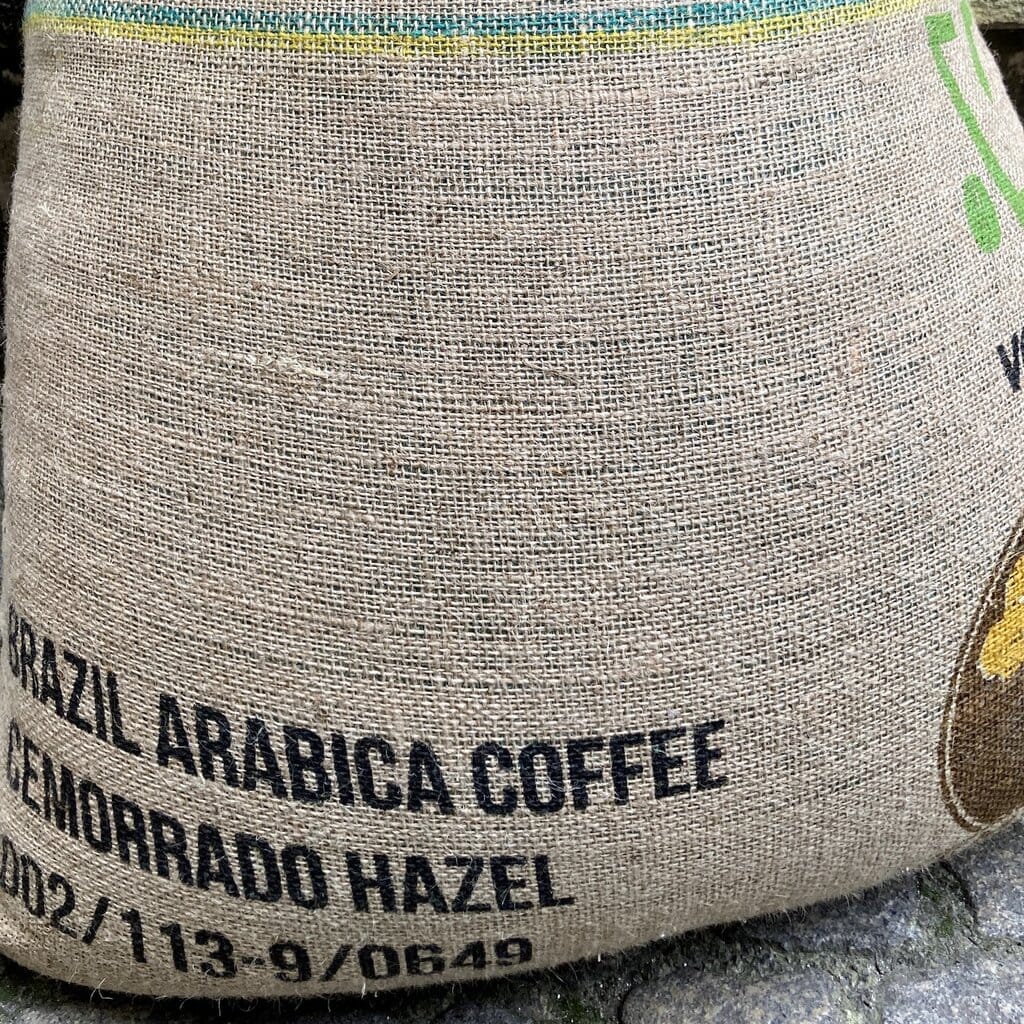 BRAZIL ARABICA COFFEE
CEMORRADO HAZEL
002/113-9/0649